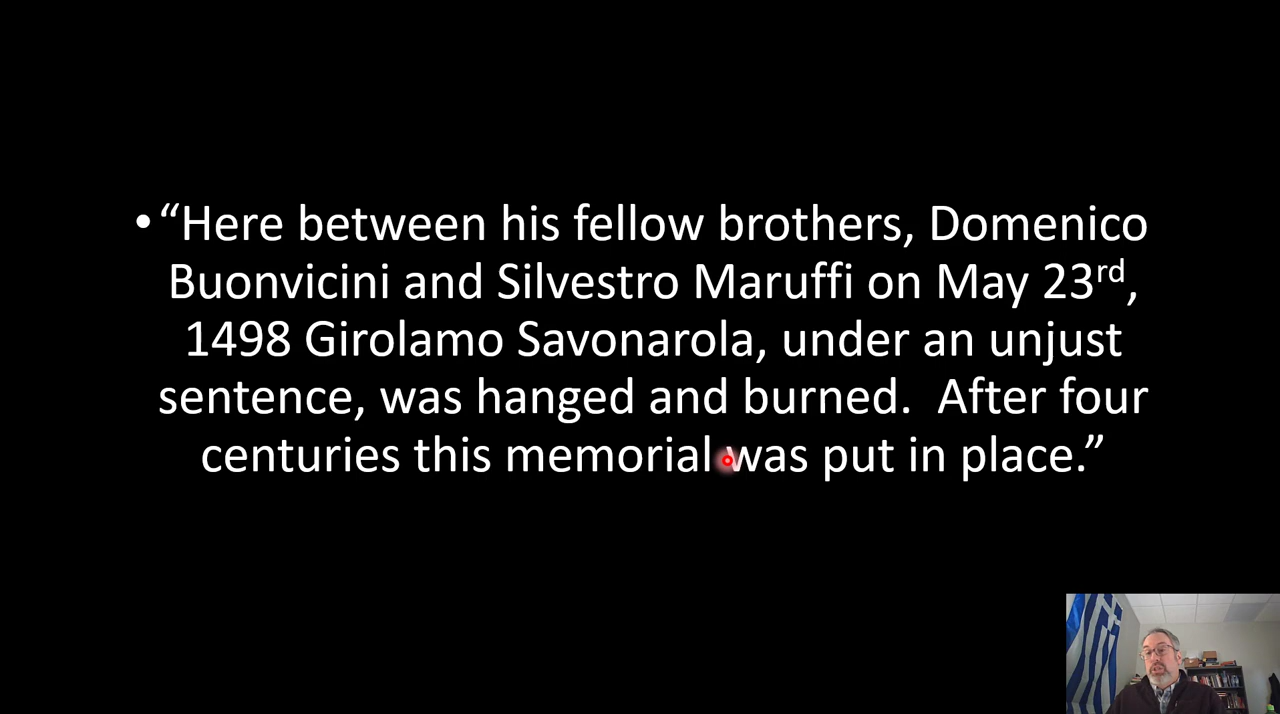 • “Here between his fellow brothers, Domenico
Buonvicini and Silvestro Maruffi on May 23rd,
1498 Girolamo Savonarola, under an unjust
sentence, was hanged and burned.  After four
centuries this memorial was put in place.”